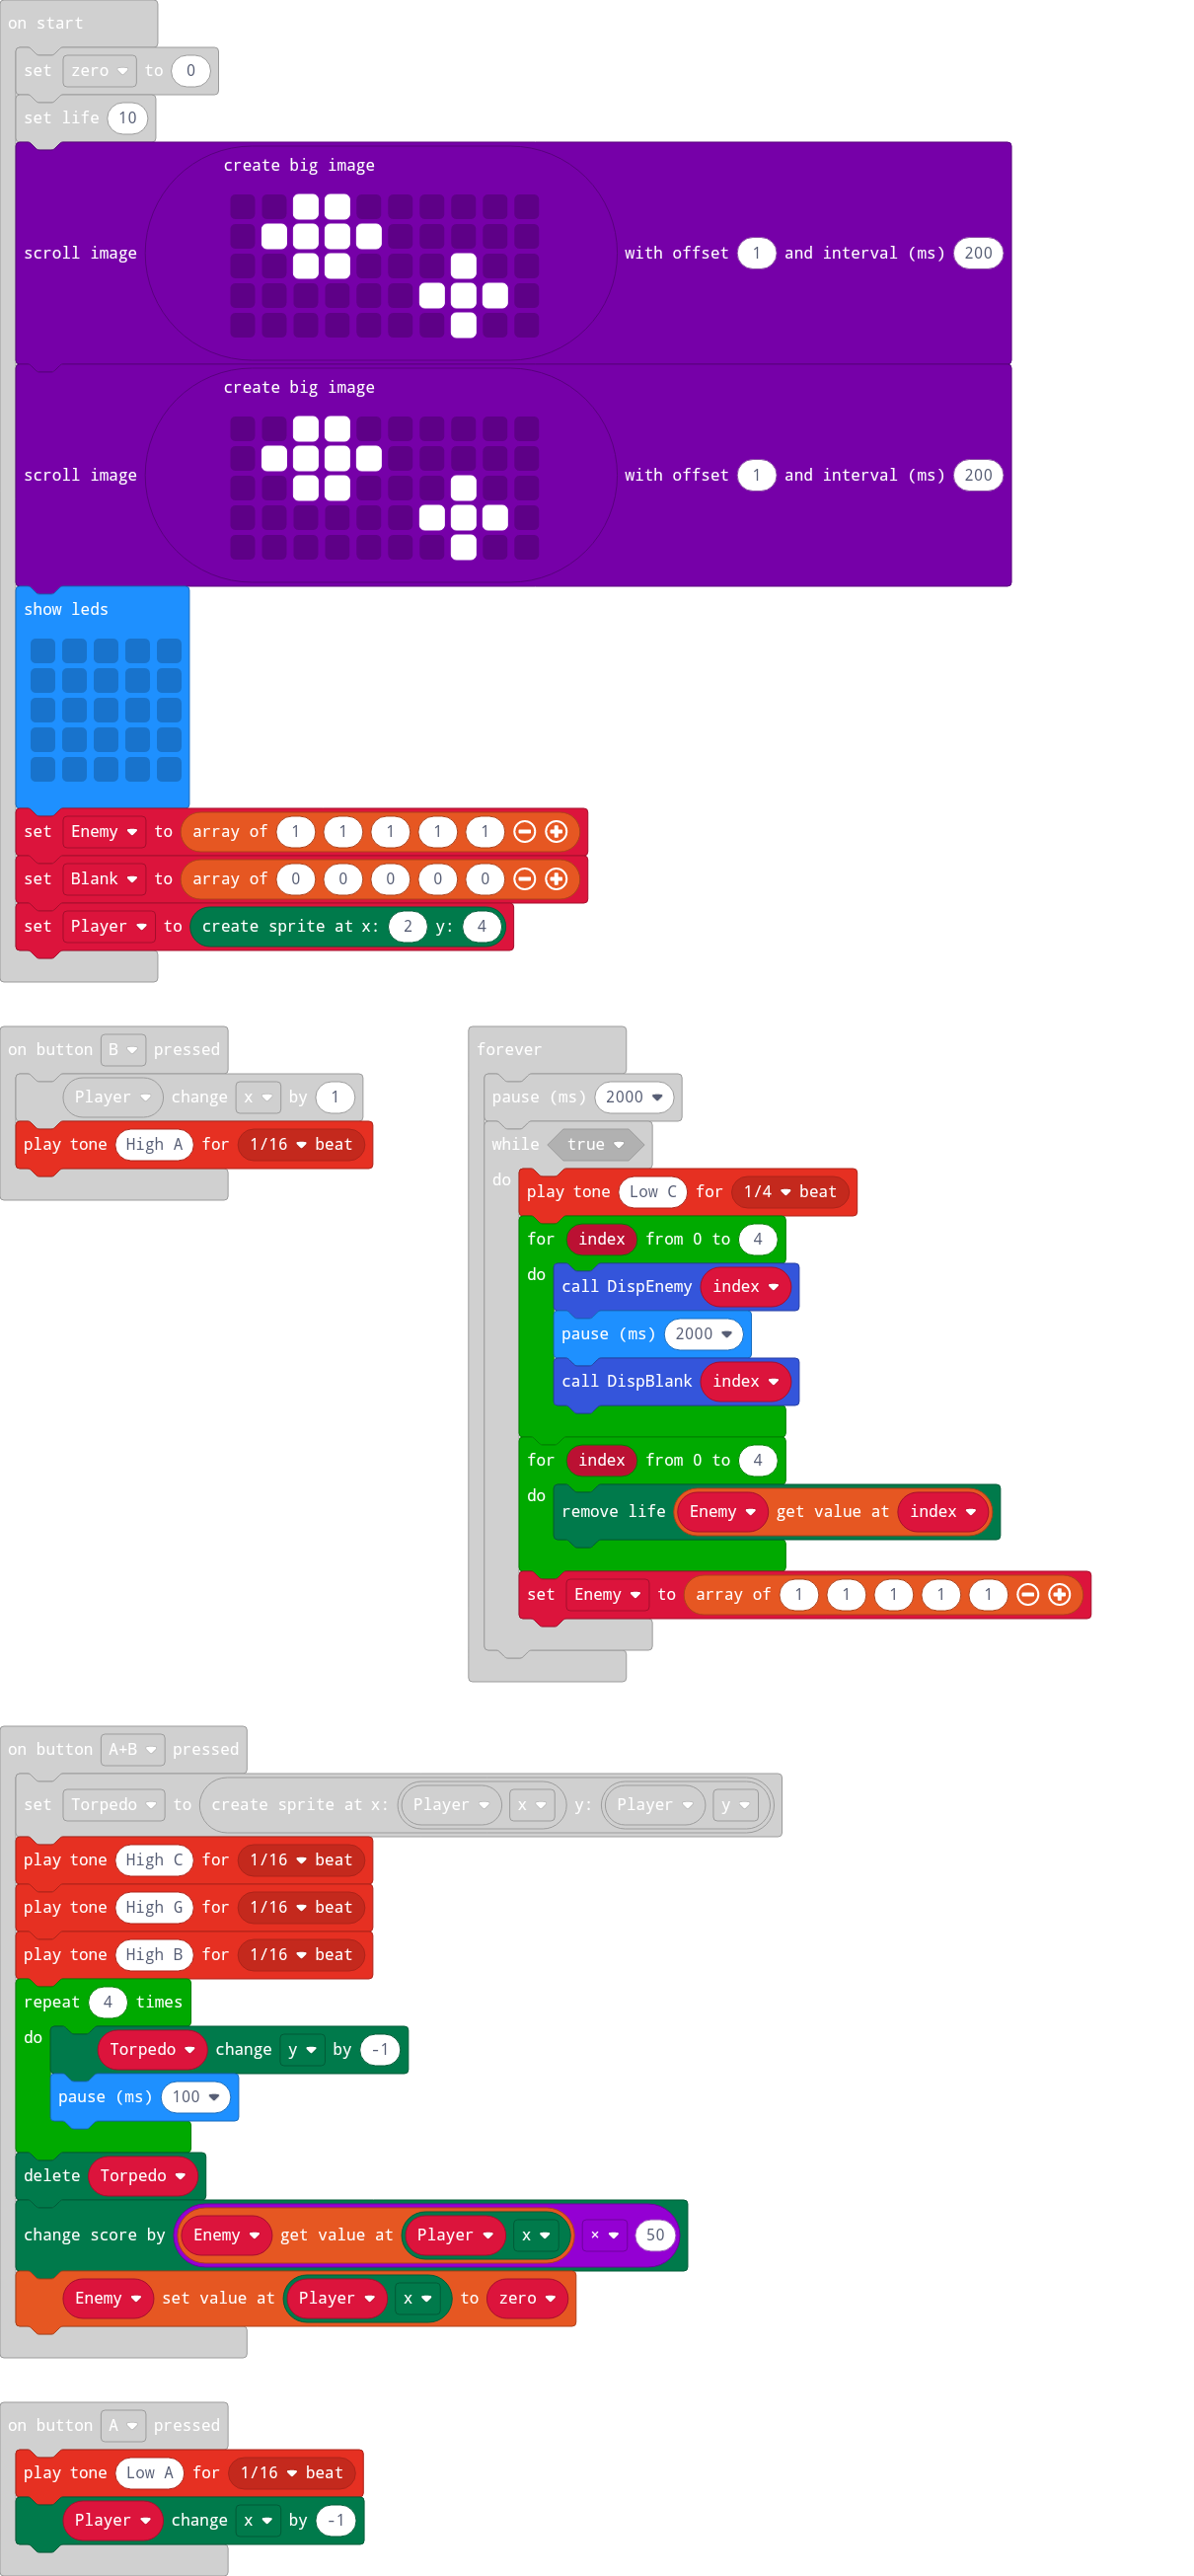 on start
set zero to 0
set life 10
create big image
scroll image with offset 1 and interval (ms) 200
create big image
scroll image with offset 1 and interval (ms) 200
show leds
set Enemy to array of 1 1 1 1 1
set Blank to array of 0 0 0 0 0
set Player to create sprite at x: 2 y: 4
on button B pressed
Player change x by 1
play tone High A for 1/16 beat
forever
pause (ms) 2000
while true
do
play tone Low C for 1/4 beat
for index from 0 to 4
do
call DispEnemy index
pause (ms) 2000
call DispBlank index
for index from 0 to 4
do
remove life Enemy get value at index
set Enemy to array of 1 1 1 1 1
on button A+B pressed
set Torpedo to create sprite at x: Player x y: Player y
play tone High C for 1/16 beat
play tone High G for 1/16 beat
play tone High B for 1/16 beat
repeat 4 times
do
Torpedo change y by -1
pause (ms) 100
delete Torpedo
change score by Enemy get value at Player x × 50
Enemy set value at Player x to zero
on button A pressed
play tone Low A for 1/16 beat
Player change x by -1